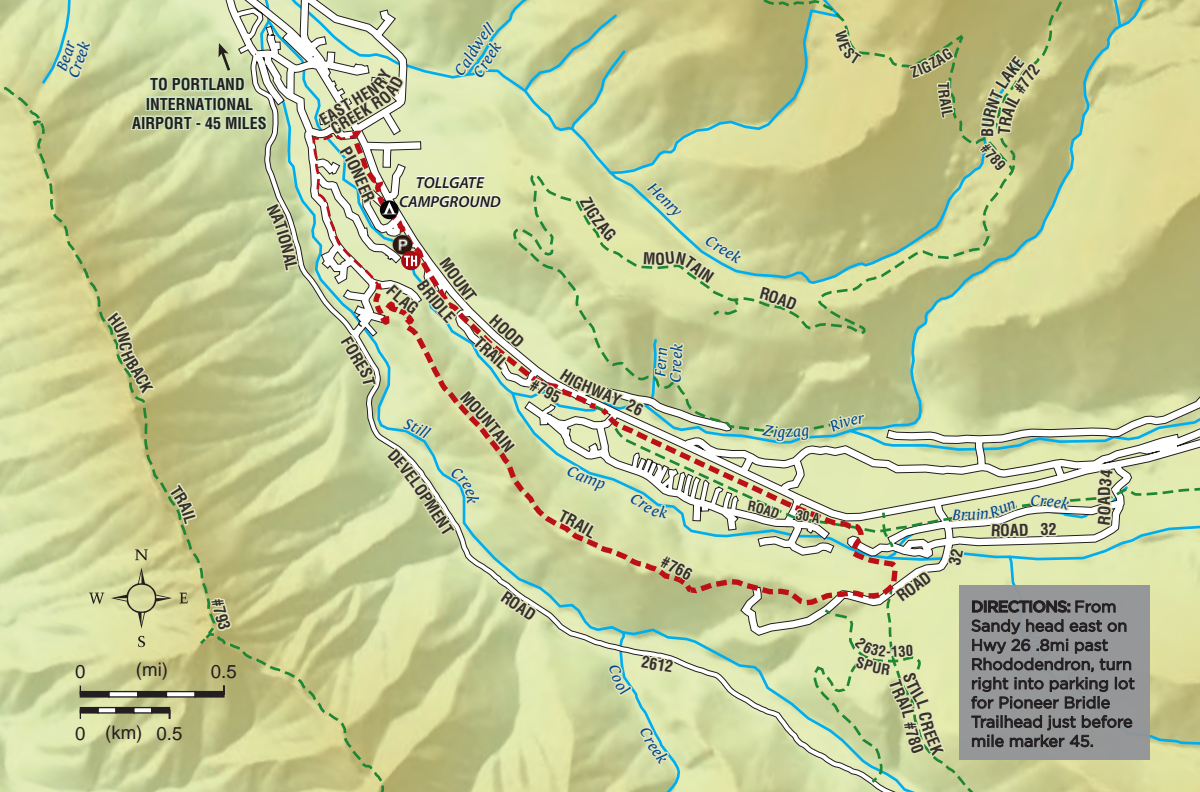 Bear
Creek
TO PORTLAND
INTERNATIONAL
AIRPORT - 45 MILES
Caldwell
Creek
WEST
ZIGZAG
TRAIL
BURNT LAKE
TRAIL #772
#789
EAST HENRY
CREEK ROAD
PIONEER
TOLLGATE
CAMPGROUND
P
TH
BRIDLE
TRAIL
#795
Henry
Creek
ZIGZAG
MOUNTAIN
ROAD
NATIONAL
FOREST
DEVELOPMENT
ROAD
2612
MOUNT
HOOD
HIGHWAY 26
FLAG
MOUNTAIN
TRAIL
#766
Fern
Creek
Zigzag River
HUNCHBACK
TRAIL
#793
Still
Creek
Camp
Creek
ROAD 30 A
Bruin Run Creek
ROAD 32
ROAD34
ROAD 32
2632-130
SPUR
STILL CREEK
TRAIL #780
Cool
Creek
N
W E
S
0 (mi) 0.5
0 (km) 0.5
DIRECTIONS: From
Sandy head east on
Hwy 26 .8mi past
Rhododendron, turn
right into parking lot
for Pioneer Bridle
Trailhead just before
mile marker 45.